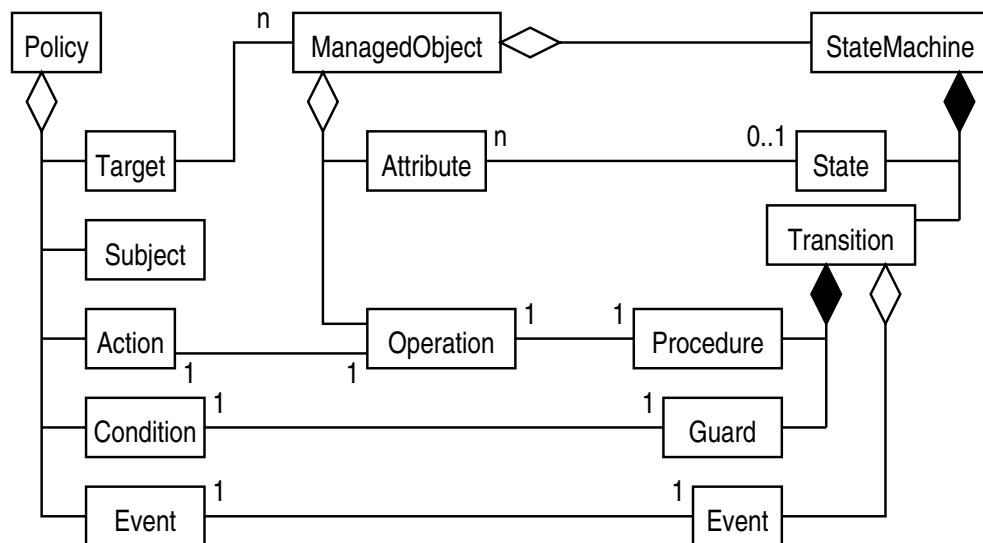 n
Policy
ManagedObject
StateMachine
n
0..1
Target
Attribute
State
Subject
Transition
1
1
Action
Operation
Procedure
1
1
1
1
Condition
Guard
1
1
Event
Event